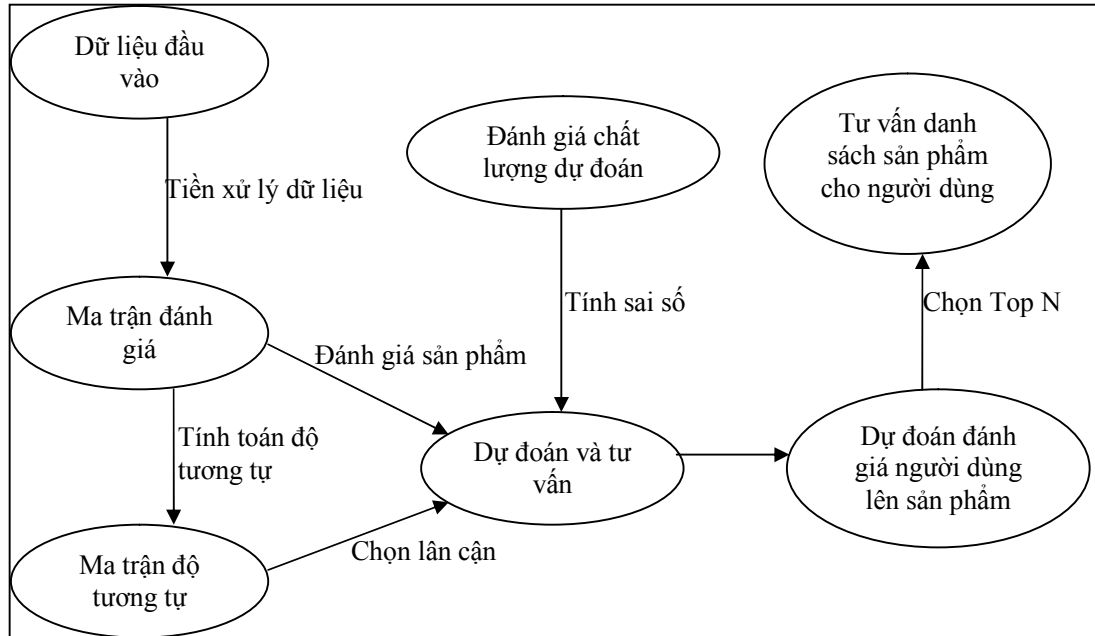 Dữ liệu đầu
vào
Tiền xử lý dữ liệu
Ma trận đánh
giá
Tính toán độ
tương tự
Ma trận độ
tương tự
Đánh giá sản phẩm
Chọn lân cận
Đánh giá chất
lượng dự đoán
Tính sai số
Dự đoán và tư
vấn
Tư vấn danh
sách sản phẩm
cho người dùng
Chọn Top N
Dự đoán đánh
giá người dùng
lên sản phẩm